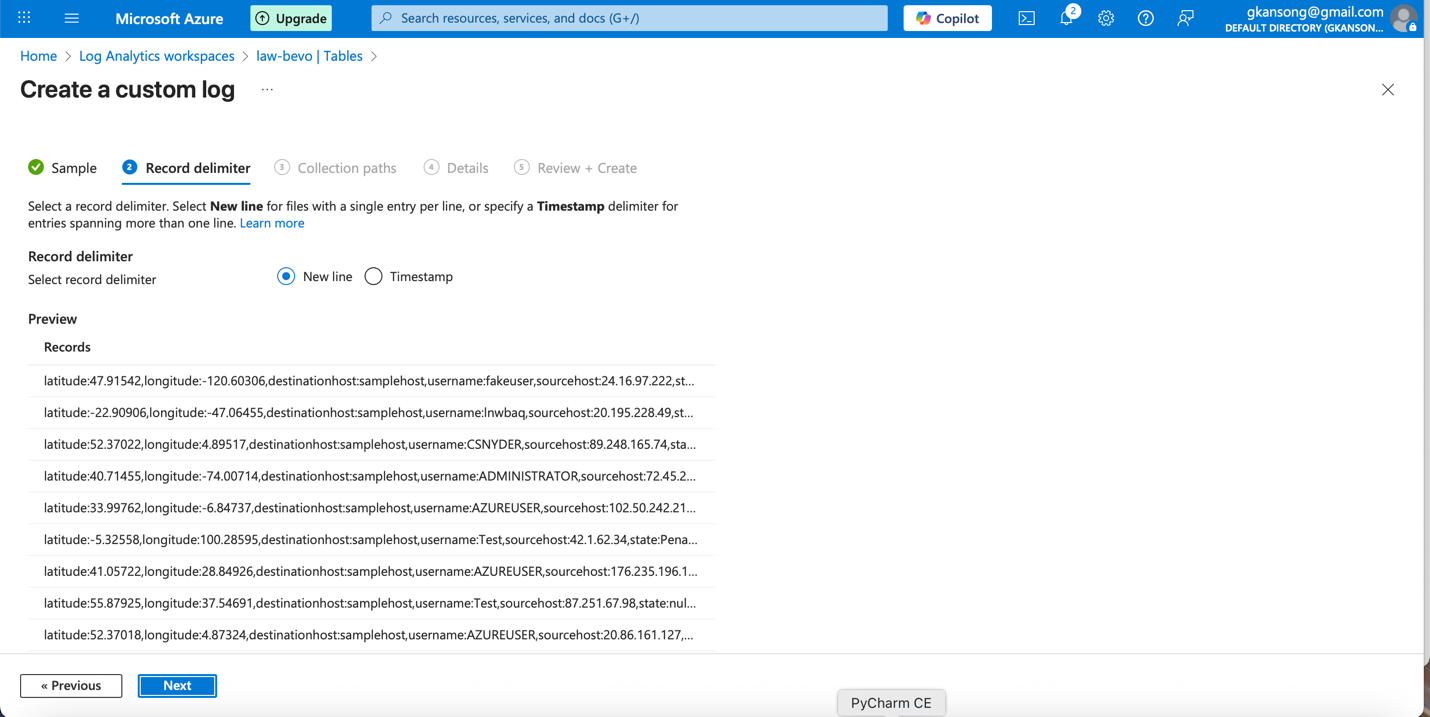 Microsoft Azure
Upgrade
Search resources, services, and docs (G+/)
Copilot
2
gkansong@gmail.com
DEFAULT DIRECTORY (GKANSON...
Home > Log Analytics workspaces > law-bevo | Tables >
Create a custom log ...
Sample
2 Record delimiter
3 Collection paths
4 Details
5 Review + Create
Select a record delimiter. Select New line for files with a single entry per line, or specify a Timestamp delimiter for
entries spanning more than one line. Learn more
Record delimiter
Select record delimiter
New line
Timestamp
Preview
Records
latitude:47.91542,longitude:-120.60306,destinationhost:samplehost,username:fakeuser,sourcehost:24.16.97.222,st...
latitude:-22.90906,longitude:-47.06455,destinationhost:samplehost,username:lnwbaq,sourcehost:20.195.228.49,st...
latitude:52.37022,longitude:4.89517,destinationhost:samplehost,username:CSNYDER,sourcehost:89.248.165.74,sta...
latitude:40.71455,longitude:-74.00714,destinationhost:samplehost,username:ADMINISTRATOR,sourcehost:72.45.2...
latitude:33.99762,longitude:-6.84737,destinationhost:samplehost,username:AZUREUSER,sourcehost:102.50.242.21...
latitude:-5.32558,longitude:100.28595,destinationhost:samplehost,username:Test,sourcehost:42.1.62.34,state:Pena...
latitude:41.05722,longitude:28.84926,destinationhost:samplehost,username:AZUREUSER,sourcehost:176.235.196.1...
latitude:55.87925,longitude:37.54691,destinationhost:samplehost,username:Test,sourcehost:87.251.67.98,state:nul...
latitude:52.37018,longitude:4.87324,destinationhost:samplehost,username:AZUREUSER,sourcehost:20.86.161.127,...
« Previous
Next
PyCharm CE